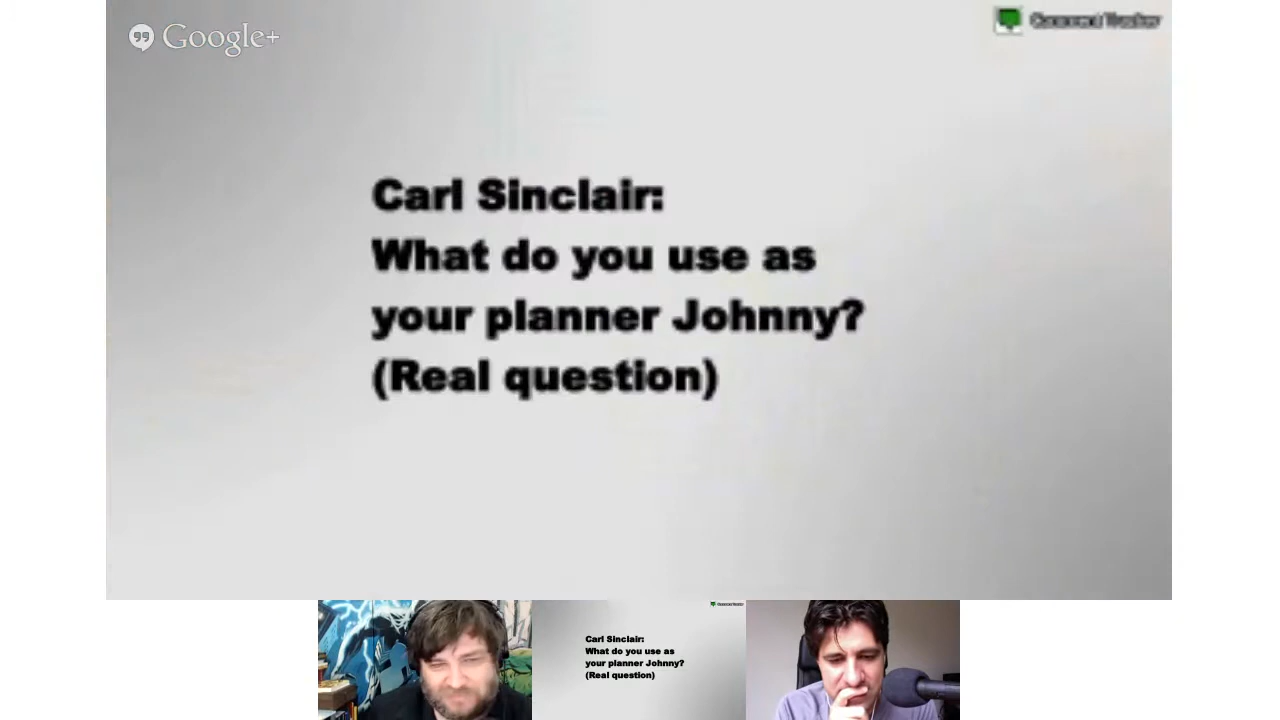 Google+
Carl Sinclair:
What do you use as
your planner Johnny?
(Real question)
Carl Sinclair:
What do you use as
your planner Johnny?
(Real question)